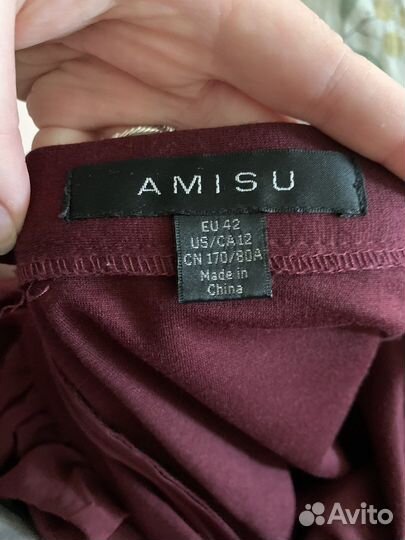 AMISU
EU 42
US/CA 12
CN 170/80A
Made in
China
Avito